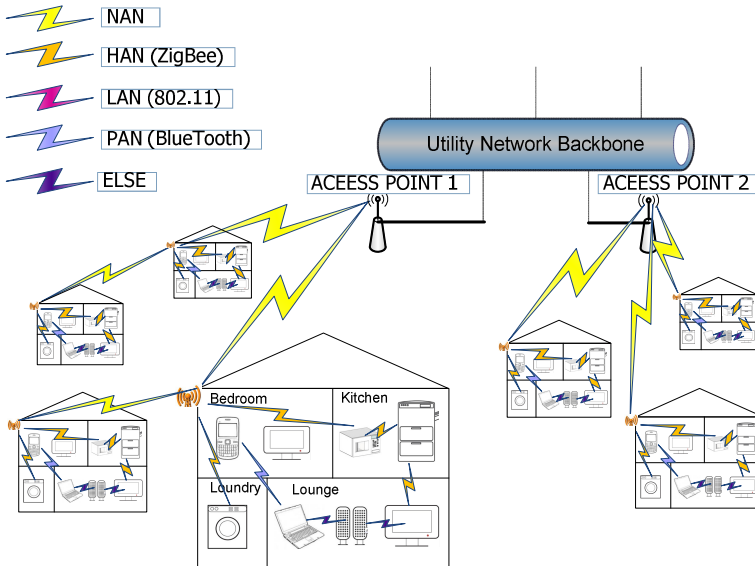 NAN
HAN (ZigBee)
LAN (802.11)
PAN (BlueTooth)
ELSE
Utility Network Backbone
ACEESS POINT 1
ACEESS POINT 2
Bedroom
Kitchen
Loundry
Lounge